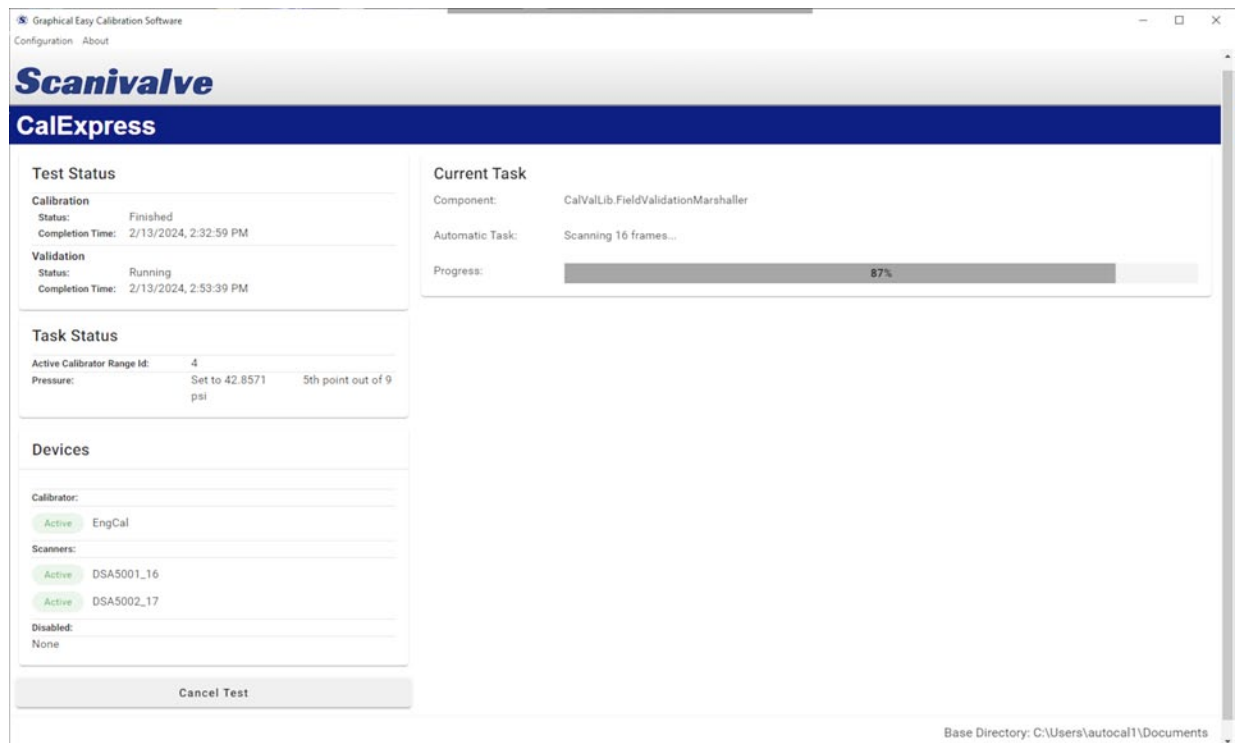 Graphical Easy Calibration Software
Configuration About
Scanivalve
CalExpress
Test Status
Calibration
Status: Finished
Completion Time: 2/13/2024, 2:32:59 PM
Validation
Status: Running
Completion Time: 2/13/2024, 2:53:39 PM
Task Status
Active Calibrator Range Id: 4
Pressure: Set to 42.8571 5th point out of 9
psi
Devices
Calibrator:
Active EngCal
Scanners:
Active DSA5001_16
Active DSA5002_17
Disabled:
None
Cancel Test
Current Task
Component: CalValLib.FieldValidationMarshaller
Automatic Task: Scanning 16 frames...
Progress: 87%
Base Directory: C:\Users\autocal1\Documents